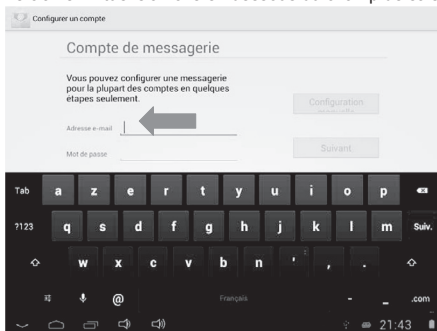 Configurer un compte
Compte de messagerie
Vous pouvez configurer une messagerie
pour la plupart des comptes en quelques
étapes seulement.
Configuration
Adresse e-mail
Mot de passe
Suivant
Tab a z e r t y u i o p
?123 q s d f g h j k l m Suiv.
w x c v b n ' , .
@ Français - _ .com
21:43